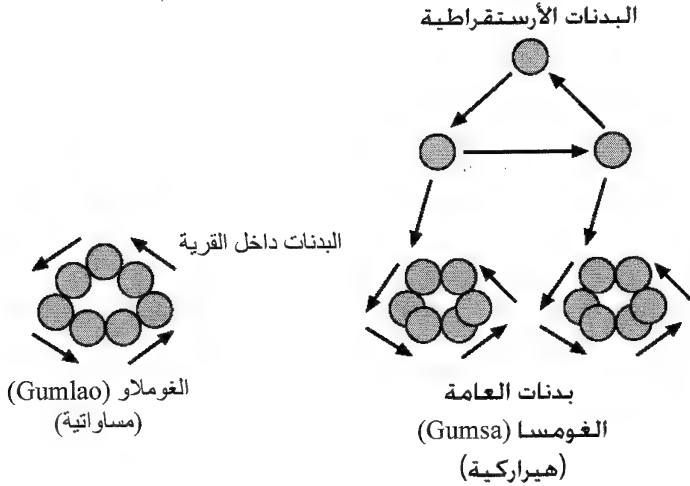 البدنات الأرستقراطية
البدنات داخل القرية
الغوملاو (Gumlao)
(مساواتية)
بدنات العامة
الغومسا (Gumsa)
(هيراركية)